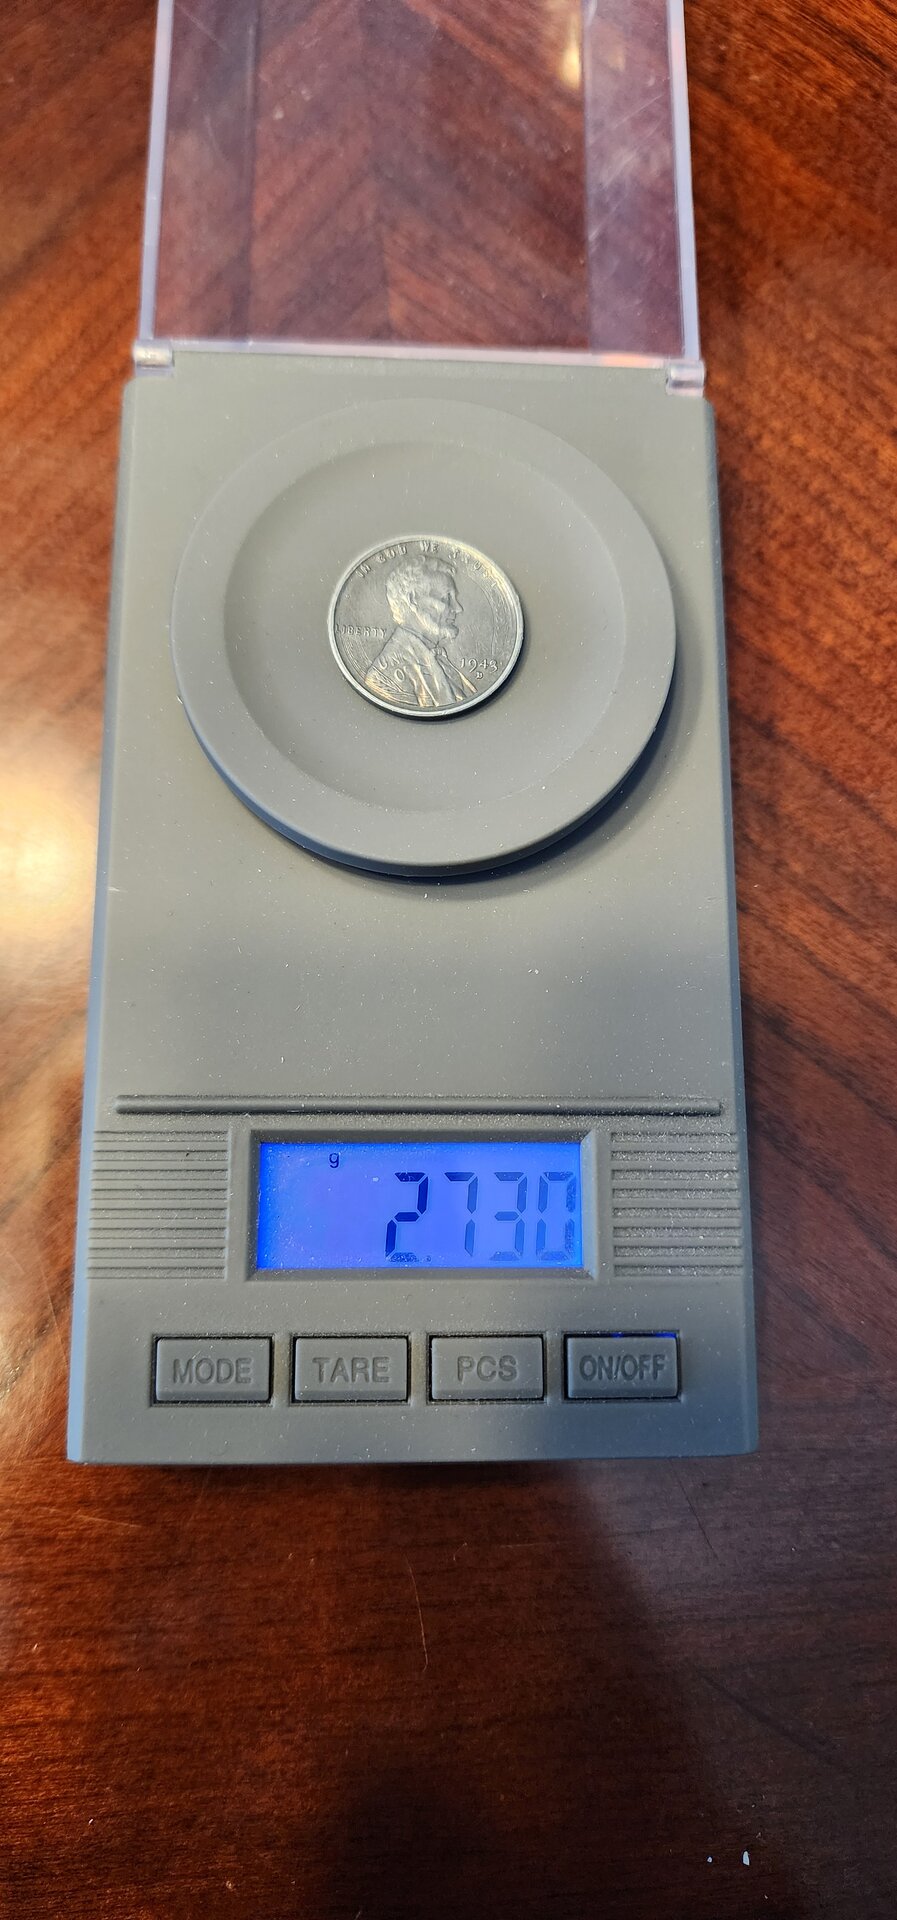 IN GOD WE TRUST
LIBERTY
1943
D
g
2.730
MODE
TARE
PCS
ON/OFF